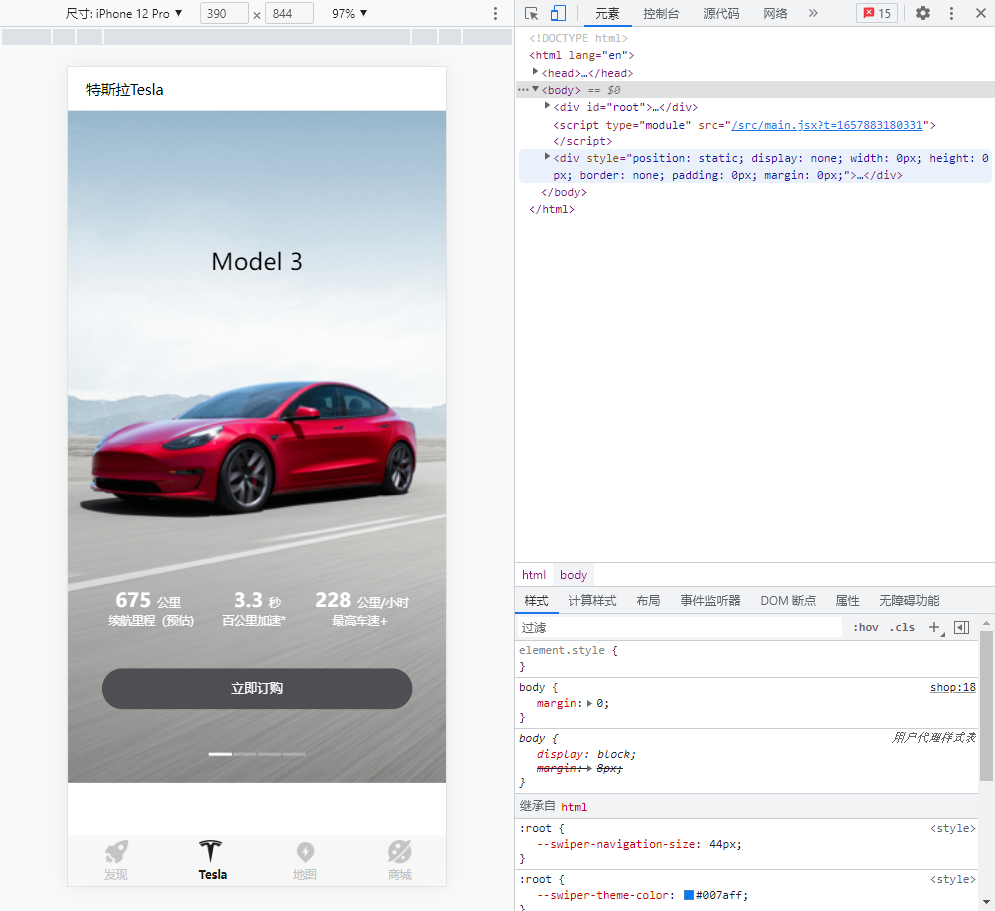 尺寸: iPhone 12 Pro ▼ 390 × 844 97% ▼
元素 控制台 源代码 网络 » 15
特斯拉Tesla
Model 3
675 公里 3.3 秒 228 公里/小时
续航里程（预估) 百公里加速* 最高车速+
立即订购
发现 Tesla 地图 商城
<!DOCTYPE html>
<html lang="en">
<head>…</head>
<body> == $0
<div id="root">…</div>
<script type="module" src="/src/main.jsx?t=1657883180331">
</script>
<div style="position: static; display: none; width: 0px; height: 0
px; border: none; padding: 0px; margin: 0px;">…</div>
</body>
</html>
html body
样式 计算样式 布局 事件监听器 DOM 断点 属性 无障碍功能
过滤 :hov .cls +
element.style {
}
body { shop:18
margin: 0;
}
body { 用户代理样式表
display: block;
margin: 8px;
}
继承自 html
:root { <style>
--swiper-navigation-size: 44px;
}
:root { <style>
--swiper-theme-color: #007aff;
}